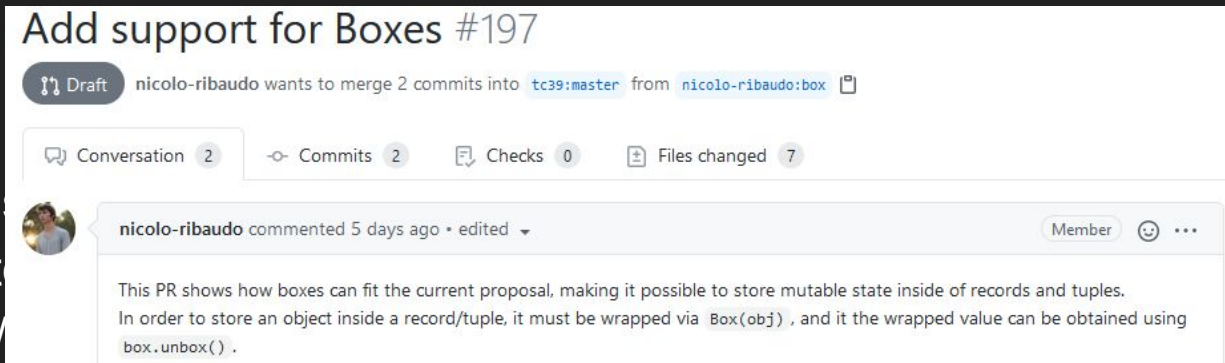 Add support for Boxes #197
Draft nicolo-ribaudo wants to merge 2 commits into tc39:master from nicolo-ribaudo:box
Conversation 2 Commits 2 Checks 0 Files changed 7
nicolo-ribaudo commented 5 days ago • edited Member
This PR shows how boxes can fit the current proposal, making it possible to store mutable state inside of records and tuples.
In order to store an object inside a record/tuple, it must be wrapped via Box(obj), and it the wrapped value can be obtained using
box.unbox().